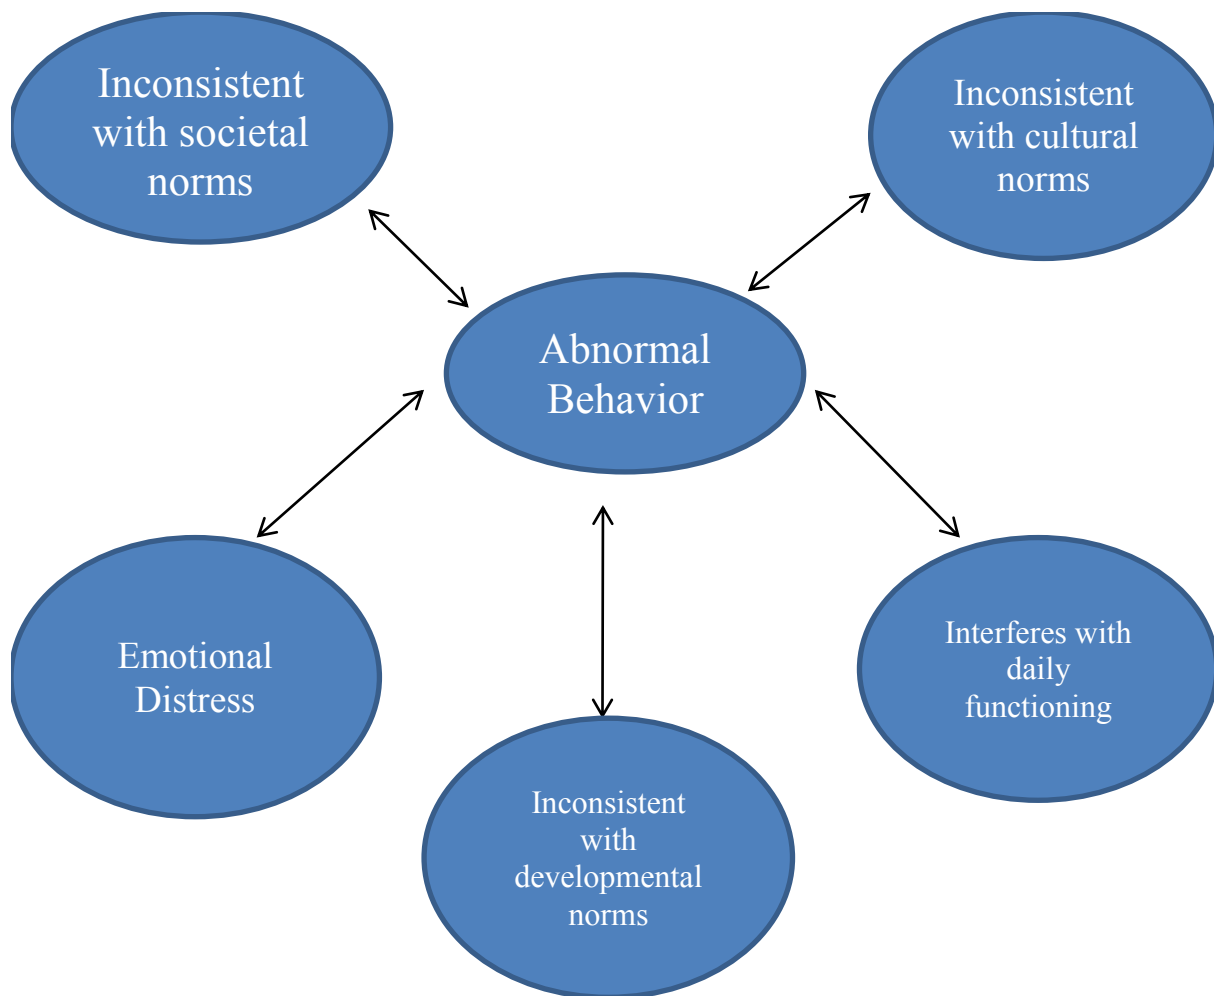 Inconsistent
with societal
norms
Inconsistent
with cultural
norms
Abnormal
Behavior
Emotional
Distress
Interferes with
daily
functioning
Inconsistent
with
developmental
norms